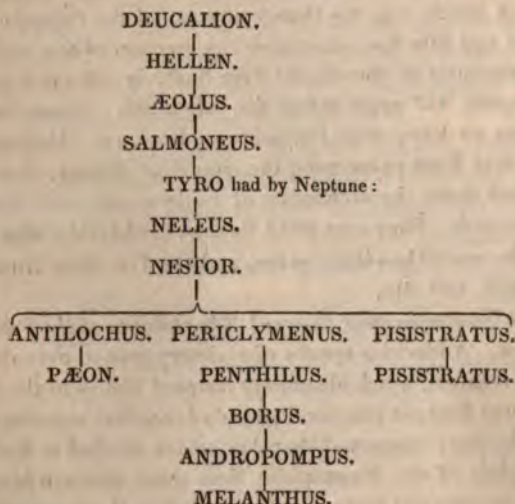 DEUCALION.
HELLEN.
ÆOLUS.
SALMONEUS.
TYRO had by Neptune:
NELEUS.
NESTOR.
ANTILOCHUS. PERICLYMENUS. PISISTRATUS.
PÆON. PENTHILUS. PISISTRATUS.
BORUS.
ANDROPOMPUS.
MELANTHUS.